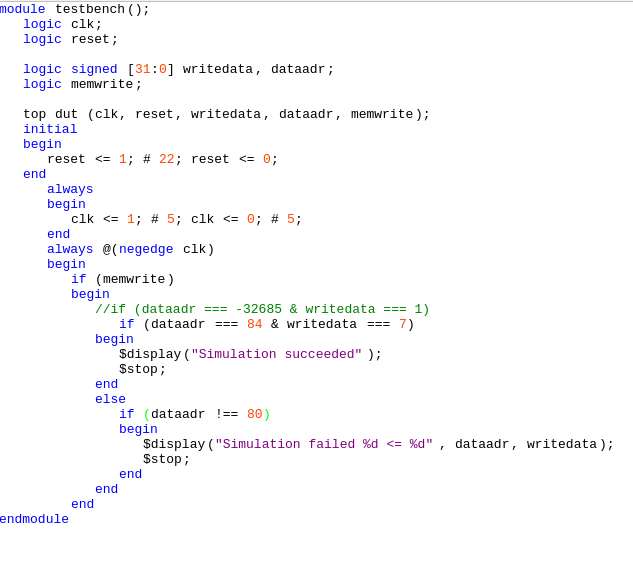 module testbench();
logic clk;
logic reset;
logic signed [31:0] writedata, dataadr;
logic memwrite;
top dut (clk, reset, writedata, dataadr, memwrite);
initial
begin
reset <= 1; # 22; reset <= 0;
end
always
begin
clk <= 1; # 5; clk <= 0; # 5;
end
always @(negedge clk)
begin
if (memwrite)
begin
//if (dataadr === -32685 & writedata === 1)
if (dataadr === 84 & writedata === 7)
begin
$display("Simulation succeeded" );
$stop;
end
else
if (dataadr !== 80)
begin
$display("Simulation failed %d <= %d" , dataadr, writedata);
$stop;
end
end
end
endmodule